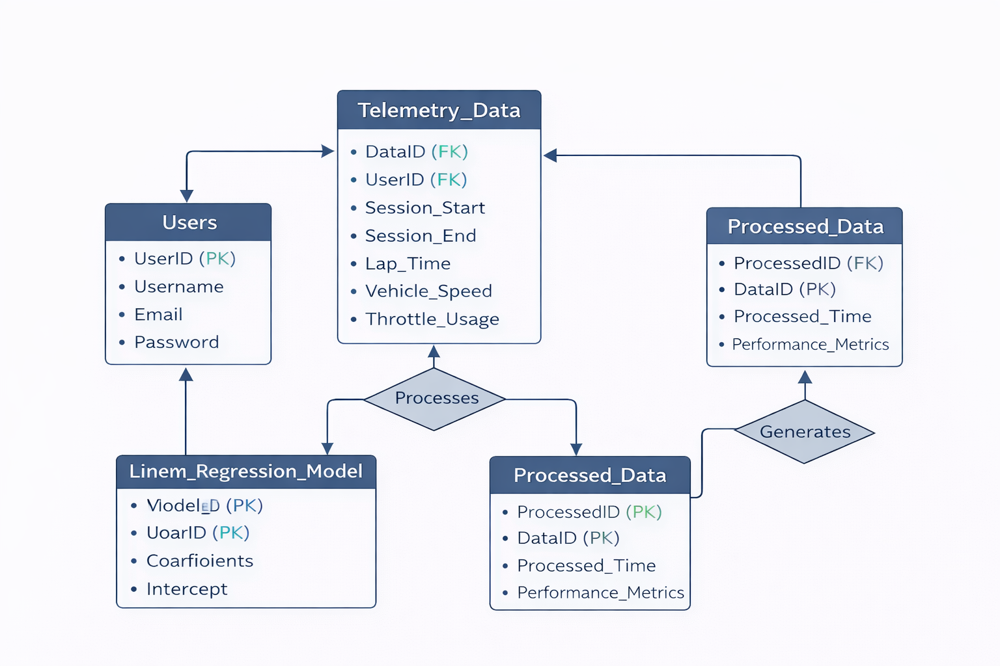 Telemetry_Data
• DataID (FK)
• UserID (FK)
• Session_Start
• Session_End
• Lap_Time
• Vehicle_Speed
• Throttle_Usage
Users
• UserID (PK)
• Username
• Email
• Password
Processed_Data
• ProcessedID (FK)
• DataID (PK)
• Processed_Time
• Performance_Metrics
Processes
Generates
Linem_Regression_Model
• (PK)
• UoarID (PK)
• Coarfioients
• Intercept
Processed_Data
• ProcessedID (PK)
• DataID (PK)
• Processed_Time
• Performance_Metrics